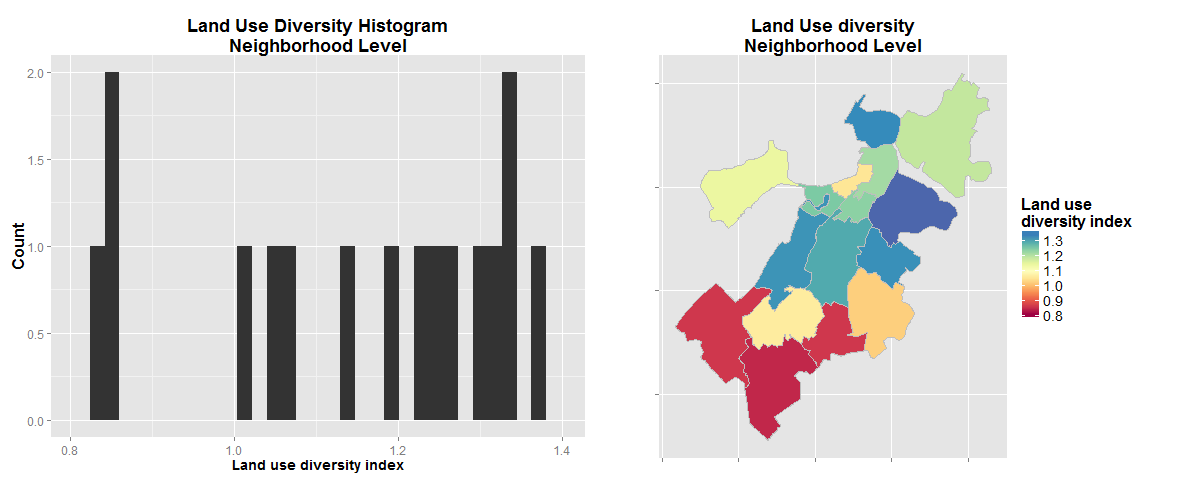 Land Use Diversity Histogram
Neighborhood Level
2.0
1.5
1.0
0.5
0.0
Count
0.8
1.0
1.2
1.4
Land use diversity index
Land Use diversity
Neighborhood Level
Land use
diversity index
1.3
1.2
1.1
1.0
0.9
0.8